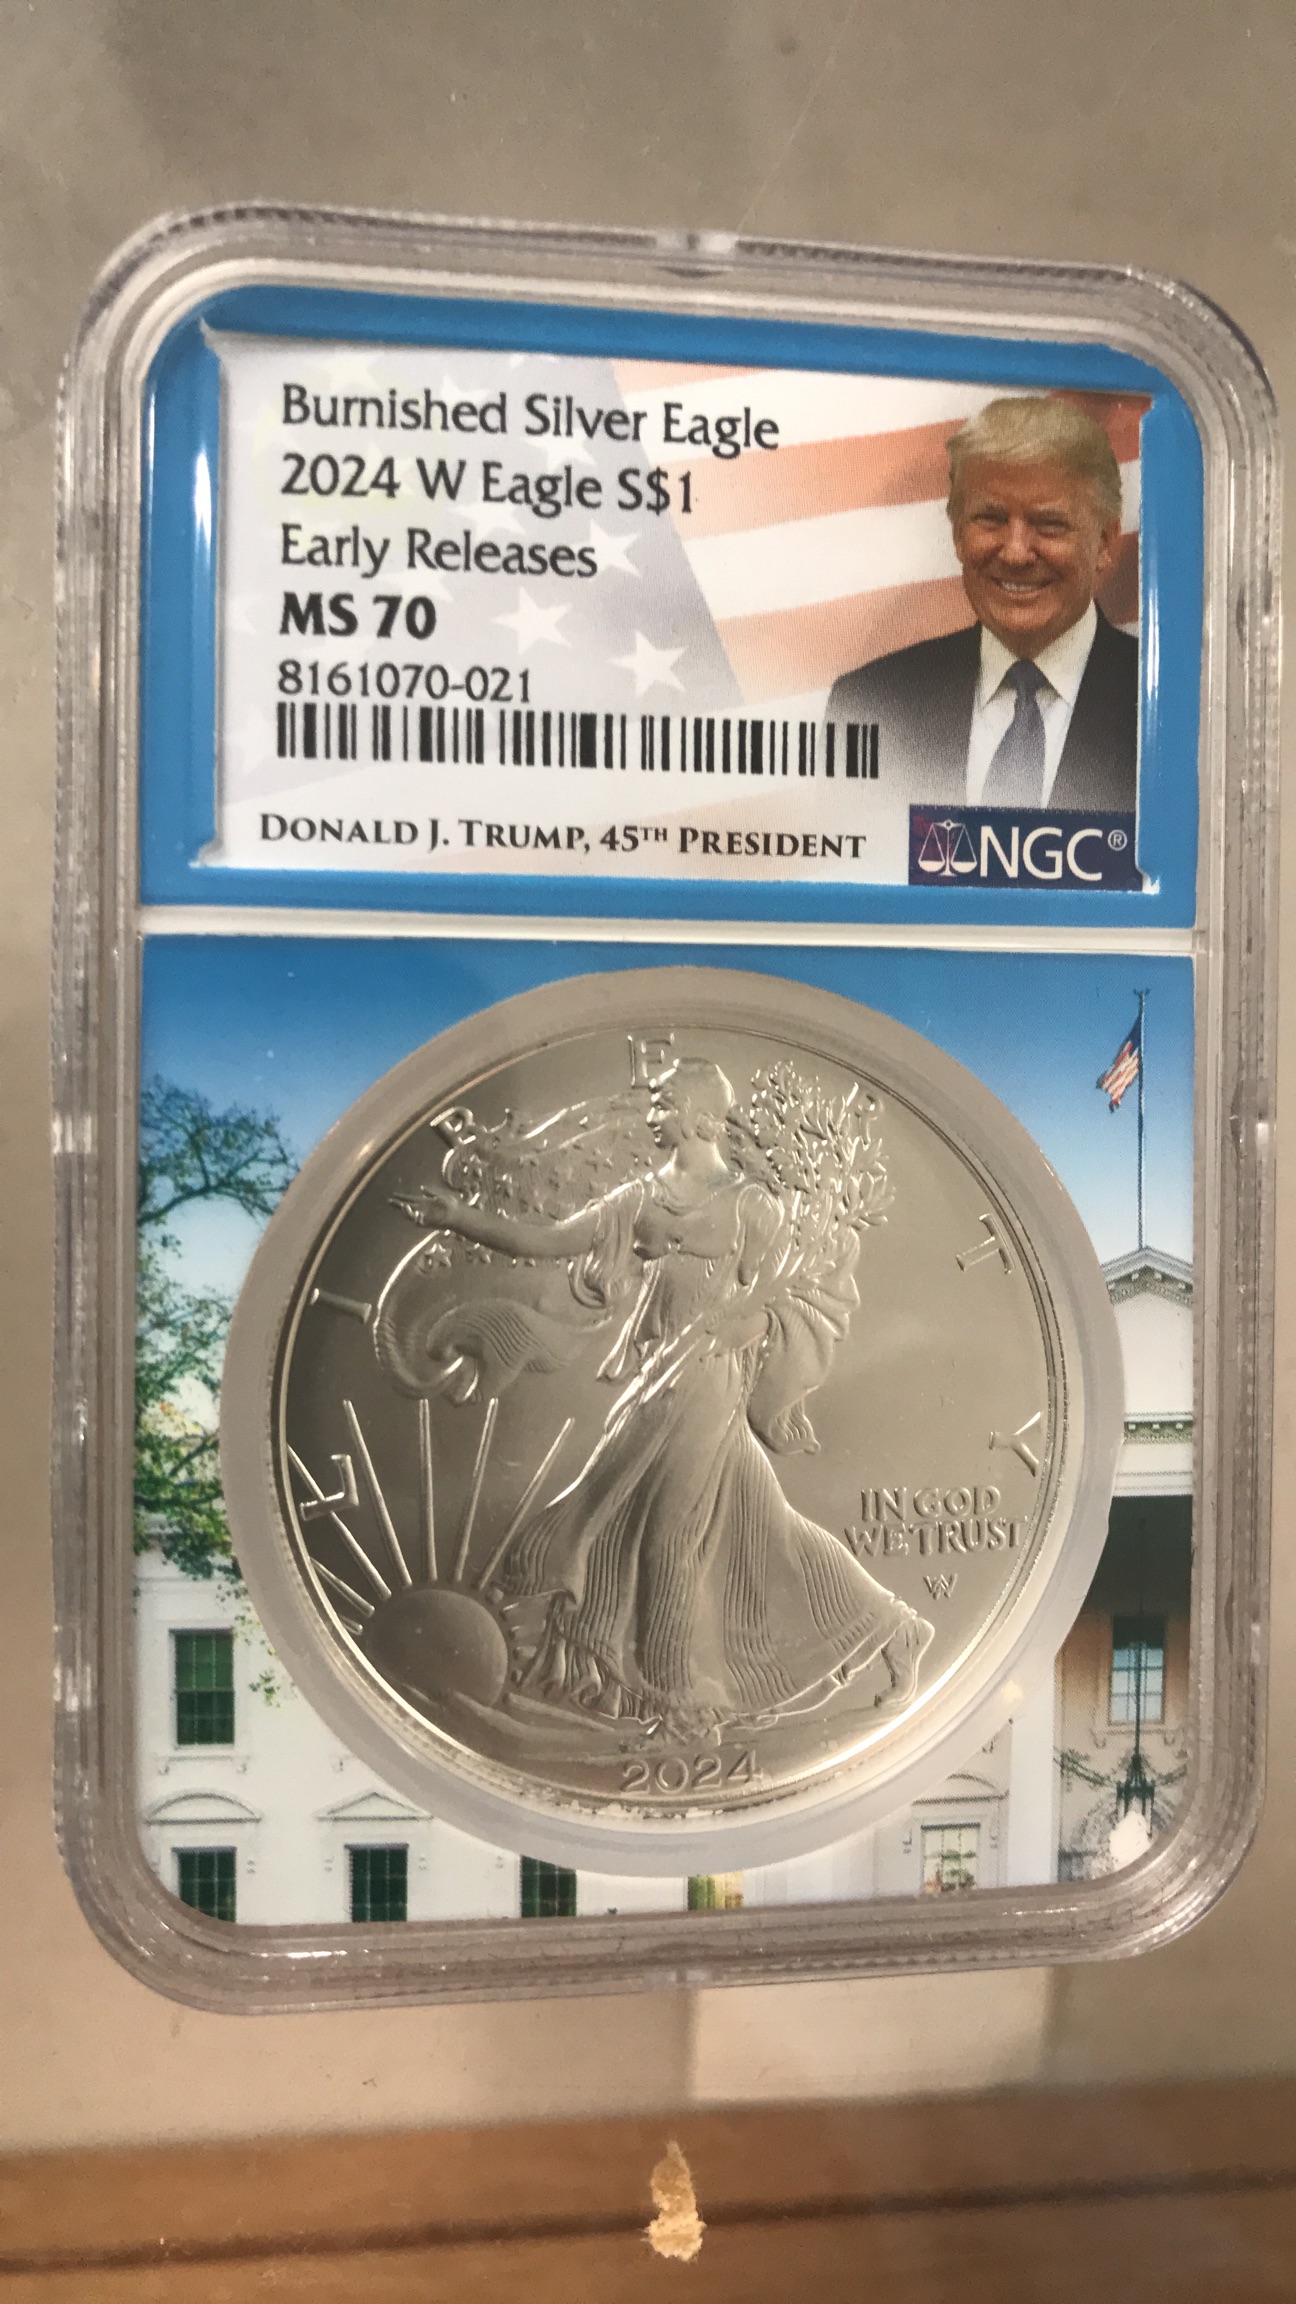 Burnished Silver Eagle
2024 W Eagle S$1
Early Releases
MS 70
8161070-021
DONALD J. TRUMP, 45TH PRESIDENT
NGC®
LIBERTY
IN GOD
WE TRUST
W
2024